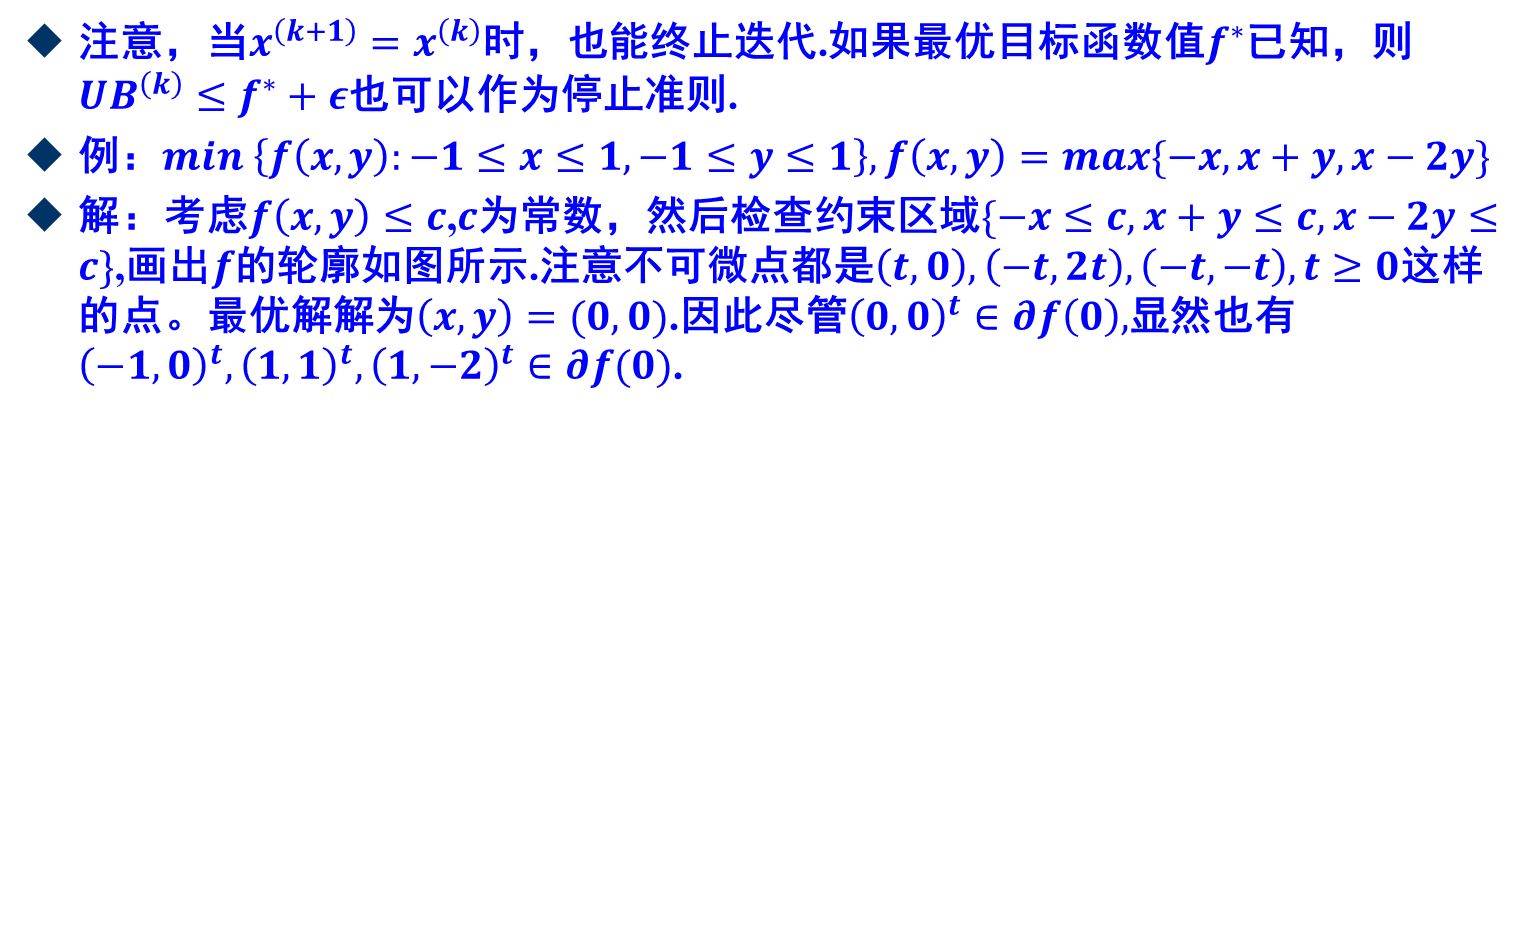 ◆ 注意，当x^(k+1) = x^(k)时，也能终止迭代.如果最优目标函数值f*已知，则
UB^(k) ≤ f* + ϵ也可以作为停止准则.
◆ 例：min {f(x, y): −1 ≤ x ≤ 1, −1 ≤ y ≤ 1}, f(x, y) = max{−x, x + y, x − 2y}
◆ 解：考虑f(x, y) ≤ c,c为常数，然后检查约束区域{−x ≤ c, x + y ≤ c, x − 2y ≤
c},画出f的轮廓如图所示.注意不可微点都是(t, 0), (−t, 2t), (−t, −t), t ≥ 0这样
的点。最优解解为(x, y) = (0, 0).因此尽管(0, 0)^t ∈ ∂f(0),显然也有
(−1, 0)^t, (1, 1)^t, (1, −2)^t ∈ ∂f(0).